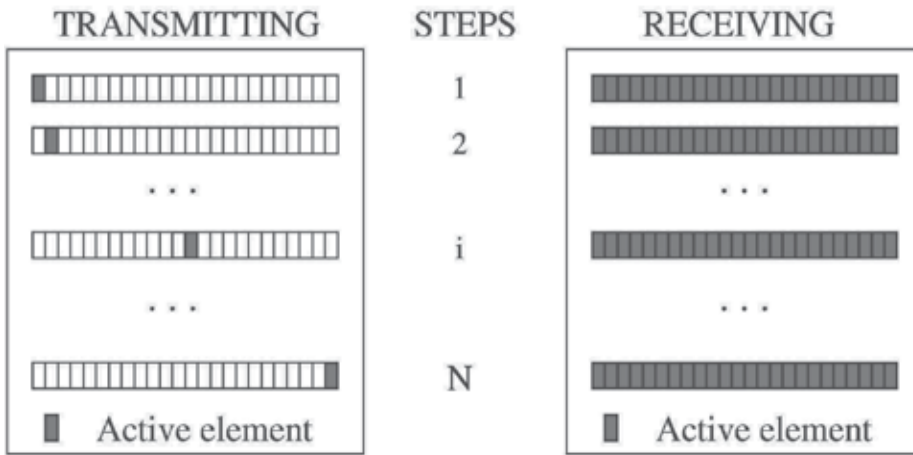 TRANSMITTING STEPS RECEIVING
1
2
. . . . . .
i
. . . . . .
N
Active element Active element